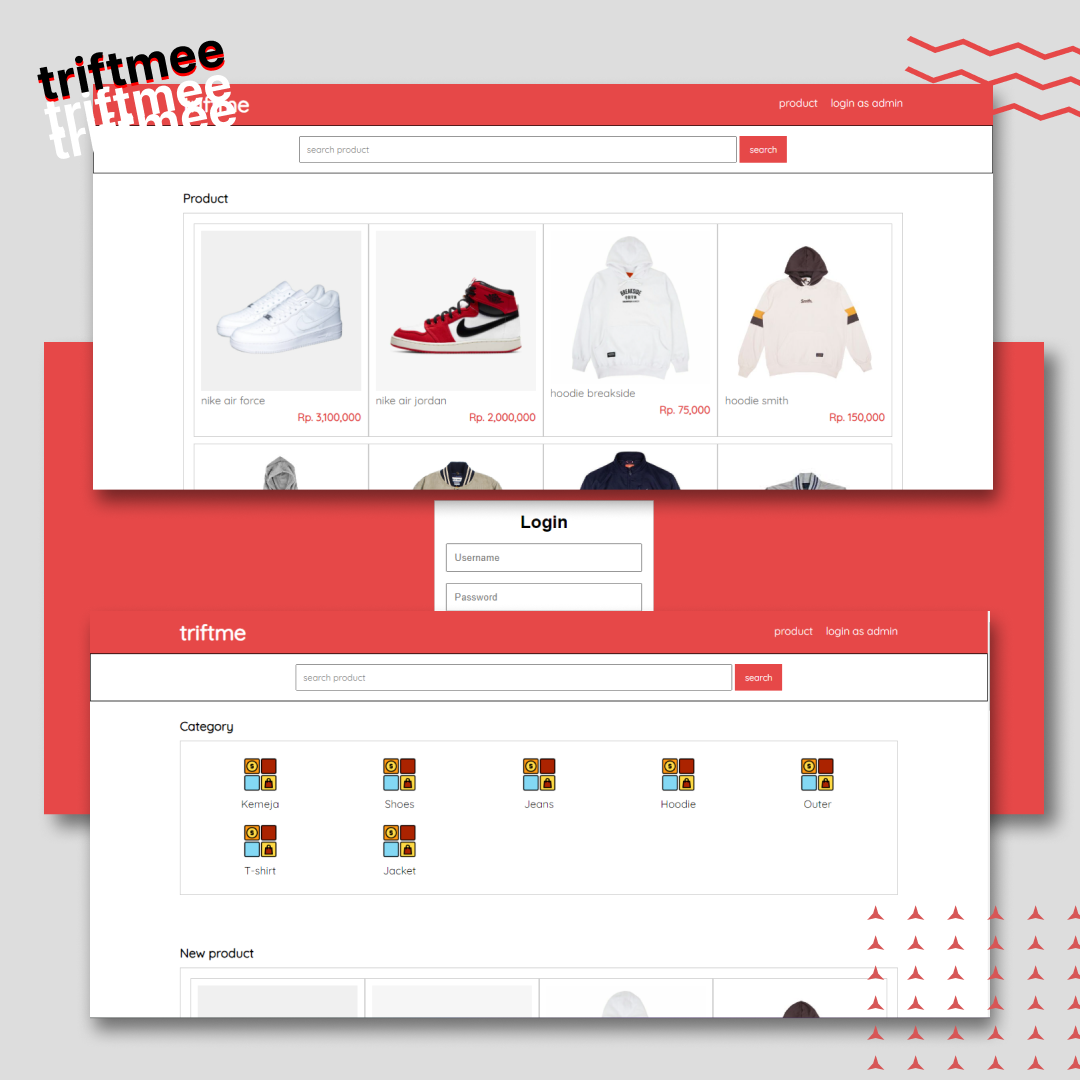 triftmee
triftmee
triftmee
triftme
product login as admin
search product search
Product
BREAKSIDE
Smith.
nike air force
Rp. 3,100,000
nike air jordan
Rp. 2,000,000
hoodie breakside
Rp. 75,000
hoodie smith
Rp. 150,000
Login
Username
Password
triftme
product login as admin
search product search
Category
Kemeja Shoes Jeans Hoodie Outer
T-shirt Jacket
New product